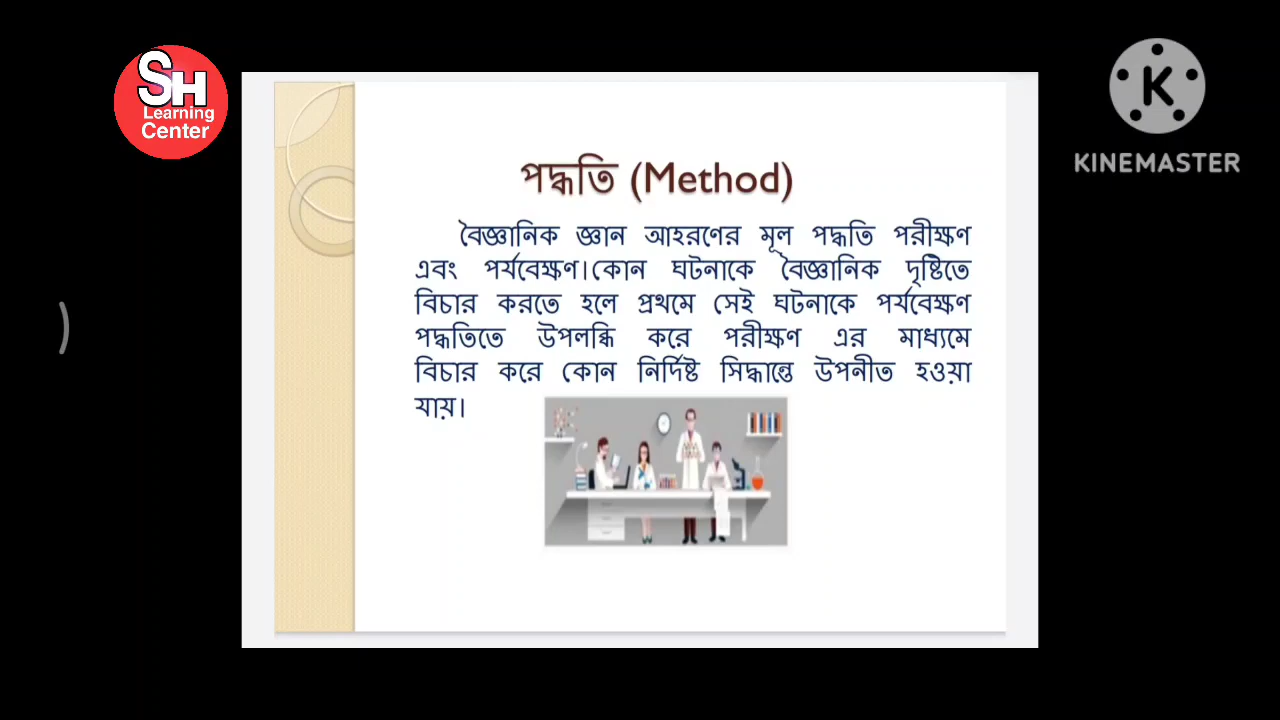 SH
Learning
Center
KINEMASTER
পদ্ধতি (Method)
বৈজ্ঞানিক জ্ঞান আহরণের মূল পদ্ধতি পরীক্ষণ
এবং পর্যবেক্ষণ।কোন ঘটনাকে বৈজ্ঞানিক দৃষ্টিতে
বিচার করতে হলে প্রথমে সেই ঘটনাকে পর্যবেক্ষণ
পদ্ধতিতে উপলব্ধি করে পরীক্ষণ এর মাধ্যমে
বিচার করে কোন নির্দিষ্ট সিদ্ধান্তে উপনীত হওয়া
যায়।